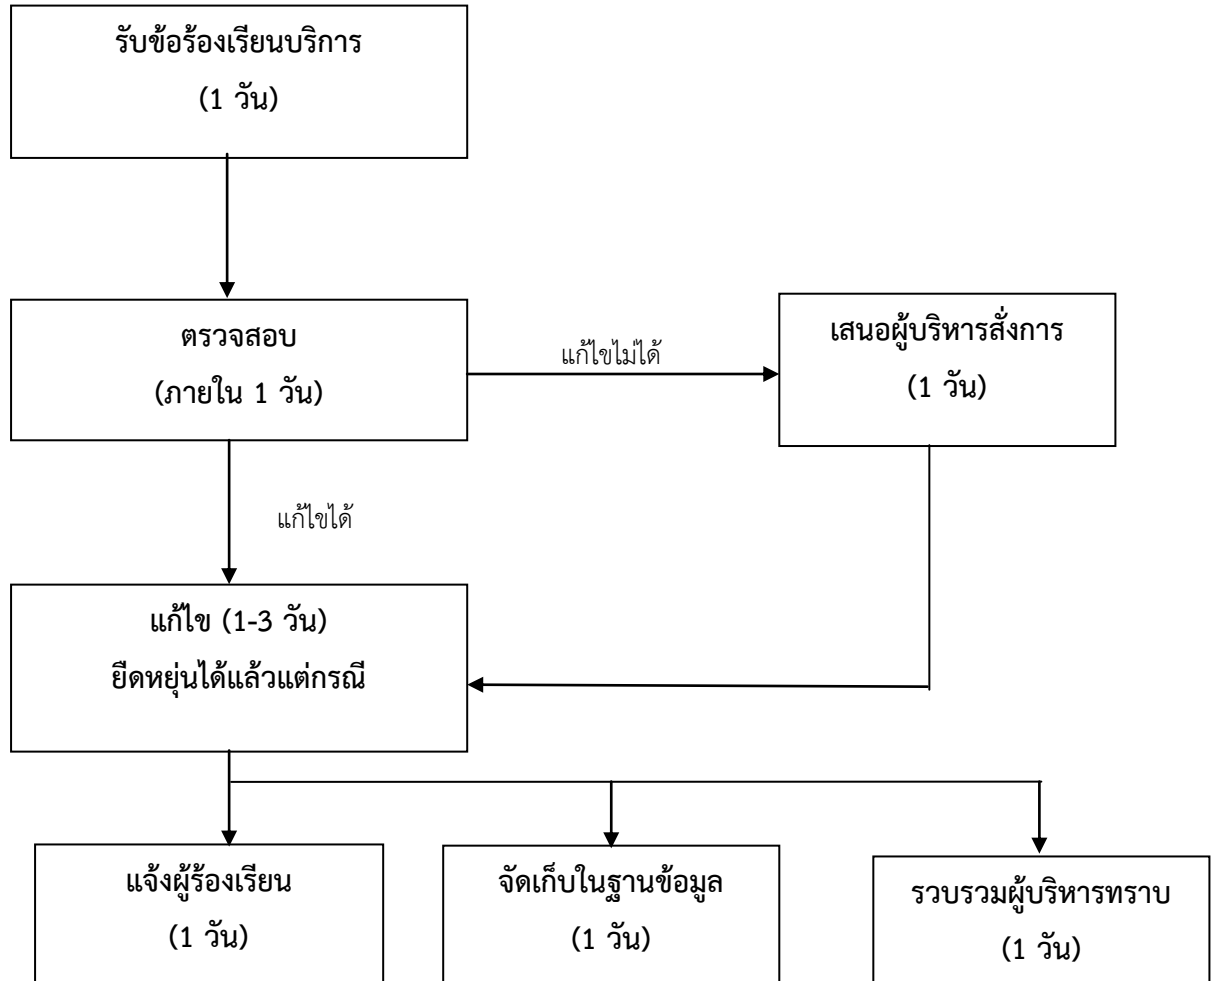 รับข้อร้องเรียนบริการ
(1 วัน)
ตรวจสอบ
(ภายใน 1 วัน)
แก้ไขไม่ได้
เสนอผู้บริหารสั่งการ
(1 วัน)
แก้ไขได้
แก้ไข (1-3 วัน)
ยืดหยุ่นได้แล้วแต่กรณี
แจ้งผู้ร้องเรียน
(1 วัน)
จัดเก็บในฐานข้อมูล
(1 วัน)
รวบรวมผู้บริหารทราบ
(1 วัน)